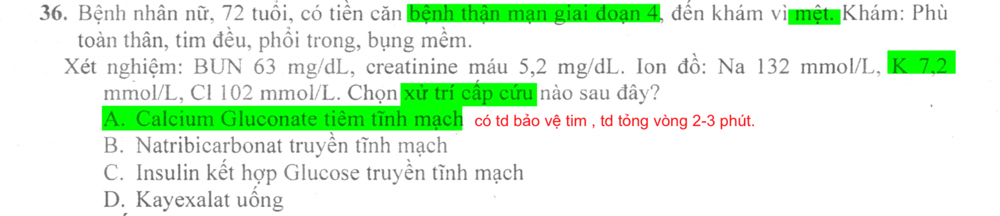 36. Bệnh nhân nữ, 72 tuổi, có tiền căn bệnh thận mạn giai đoạn 4, đến khám vì mệt. Khám: Phù
toàn thân, tim đều, phổi trong, bụng mềm.
Xét nghiệm: BUN 63 mg/dL, creatinine máu 5,2 mg/dL. Ion đồ: Na 132 mmol/L, K 7,2
mmol/L, Cl 102 mmol/L. Chọn xử trí cấp cứu nào sau đây?
A. Calcium Gluconate tiêm tĩnh mạch có td bảo vệ tim , td tỏng vòng 2-3 phút.
B. Natribicarbonat truyền tĩnh mạch
C. Insulin kết hợp Glucose truyền tĩnh mạch
D. Kayexalat uống